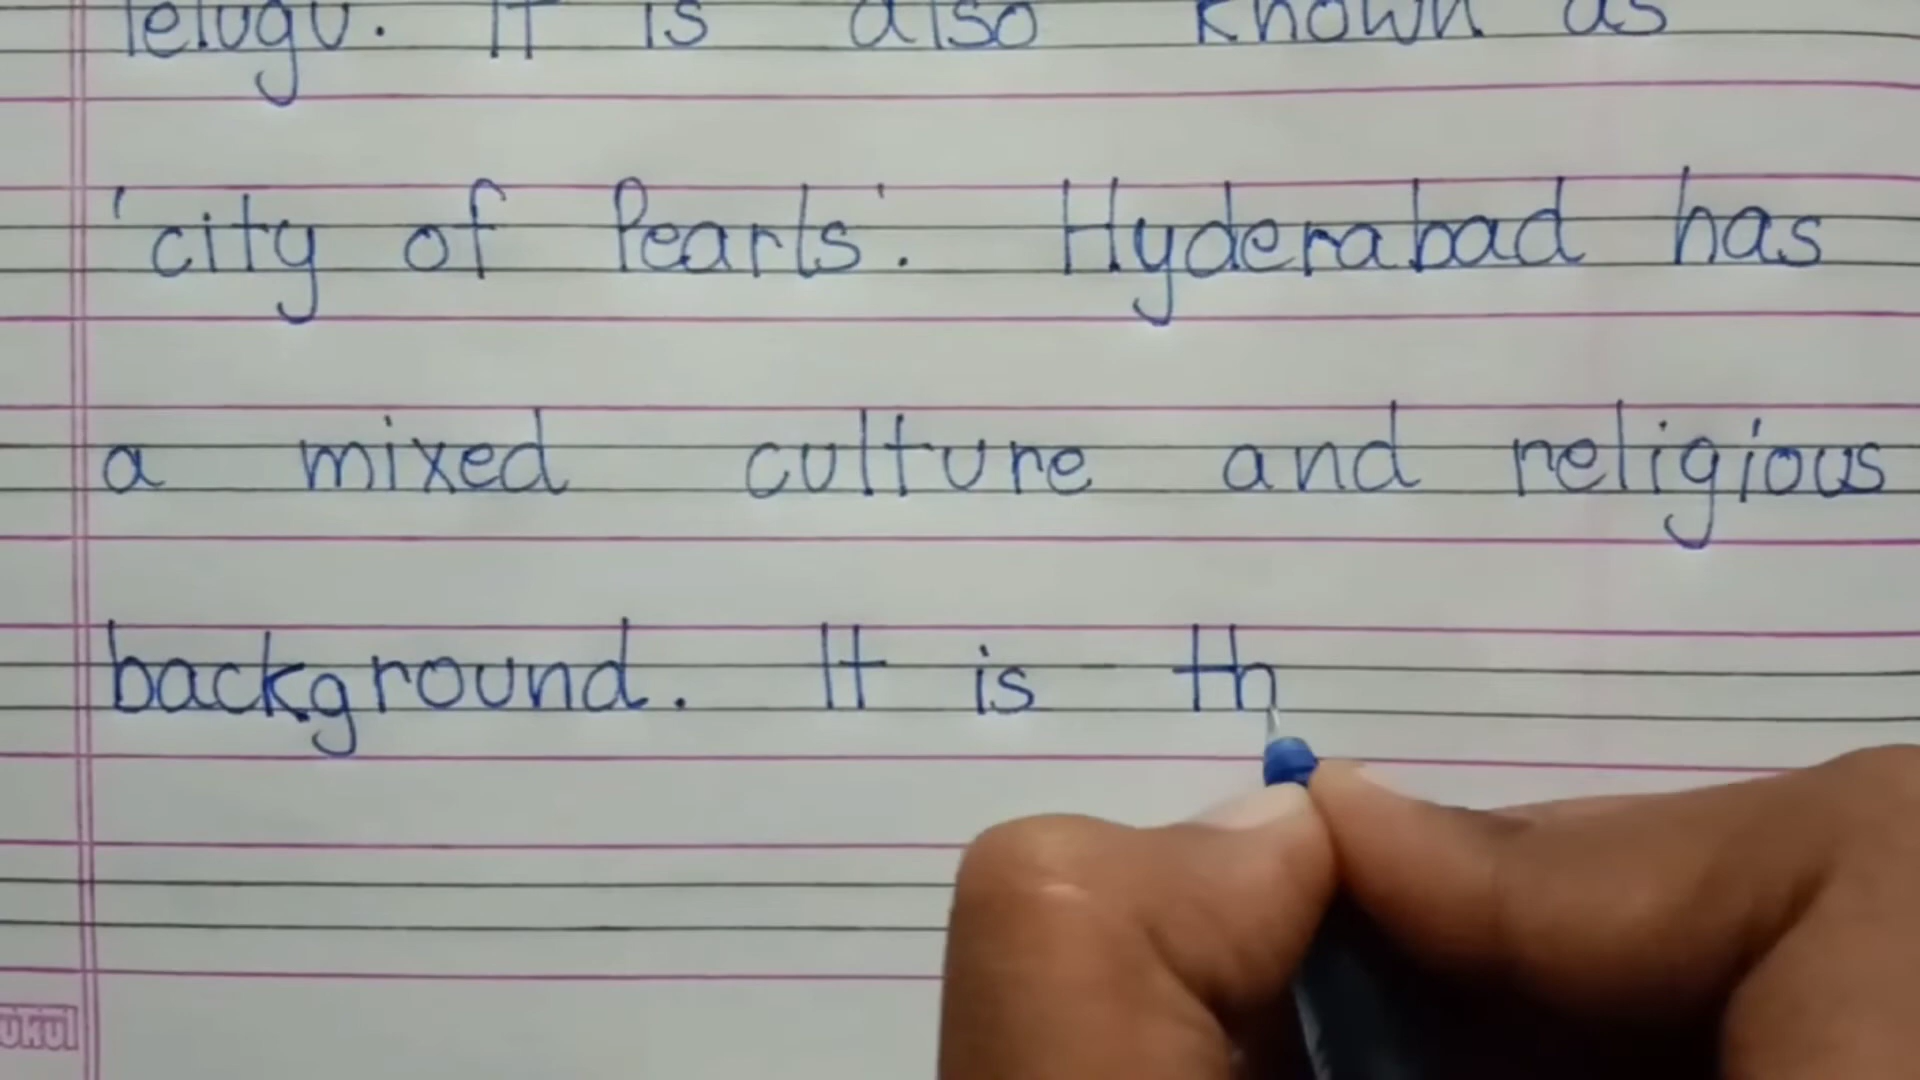 Telugu. It is also known as
'city of Pearls'. Hyderabad has
a mixed culture and religious
background. It is th